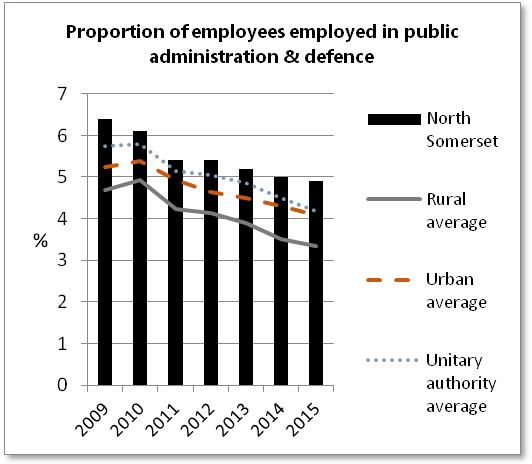 Proportion of employees employed in public
administration & defence
7
6
5
4
3
2
1
0
%
2009
2010
2011
2012
2013
2014
2015
North
Somerset
Rural
average
Urban
average
Unitary
authority
average